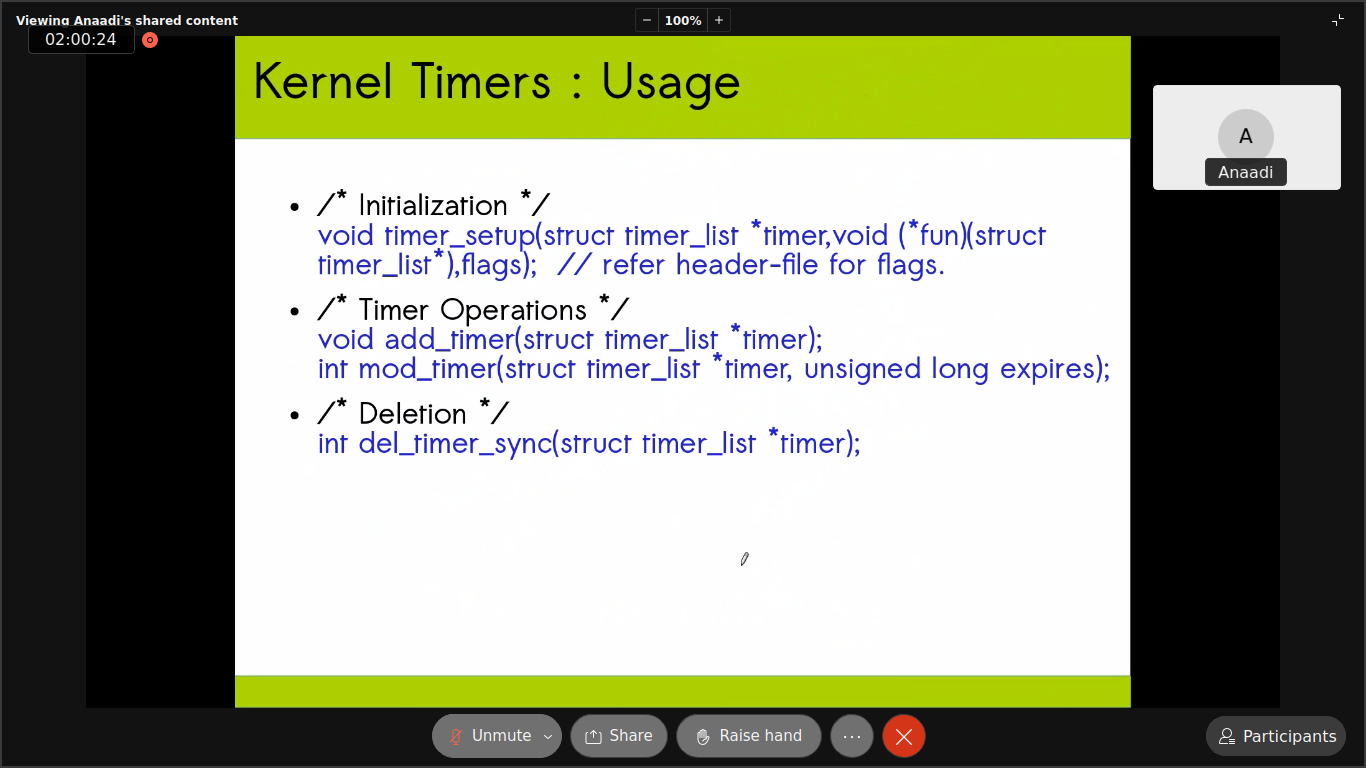 Viewing Anaadi's shared content
− 100% +
02:00:24
Kernel Timers : Usage
• /* Initialization */
void timer_setup(struct timer_list *timer,void (*fun)(struct
timer_list*),flags); // refer header-file for flags.
• /* Timer Operations */
void add_timer(struct timer_list *timer);
int mod_timer(struct timer_list *timer, unsigned long expires);
• /* Deletion */
int del_timer_sync(struct timer_list *timer);
A
Anaadi
Unmute
Share
Raise hand
Participants